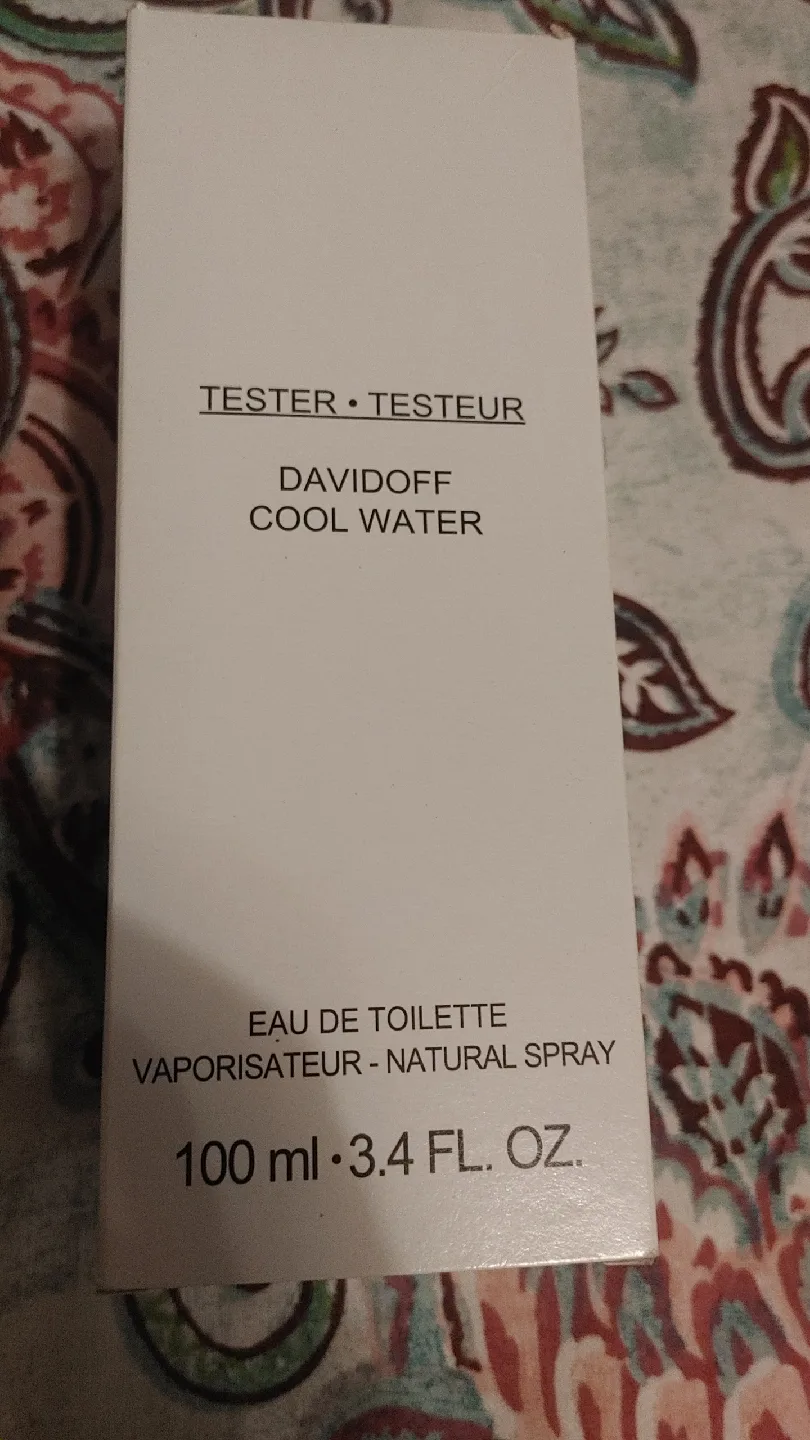 TESTER • TESTEUR
DAVIDOFF
COOL WATER
EAU DE TOILETTE
VAPORISATEUR - NATURAL SPRAY
100 ml • 3.4 FL. OZ.